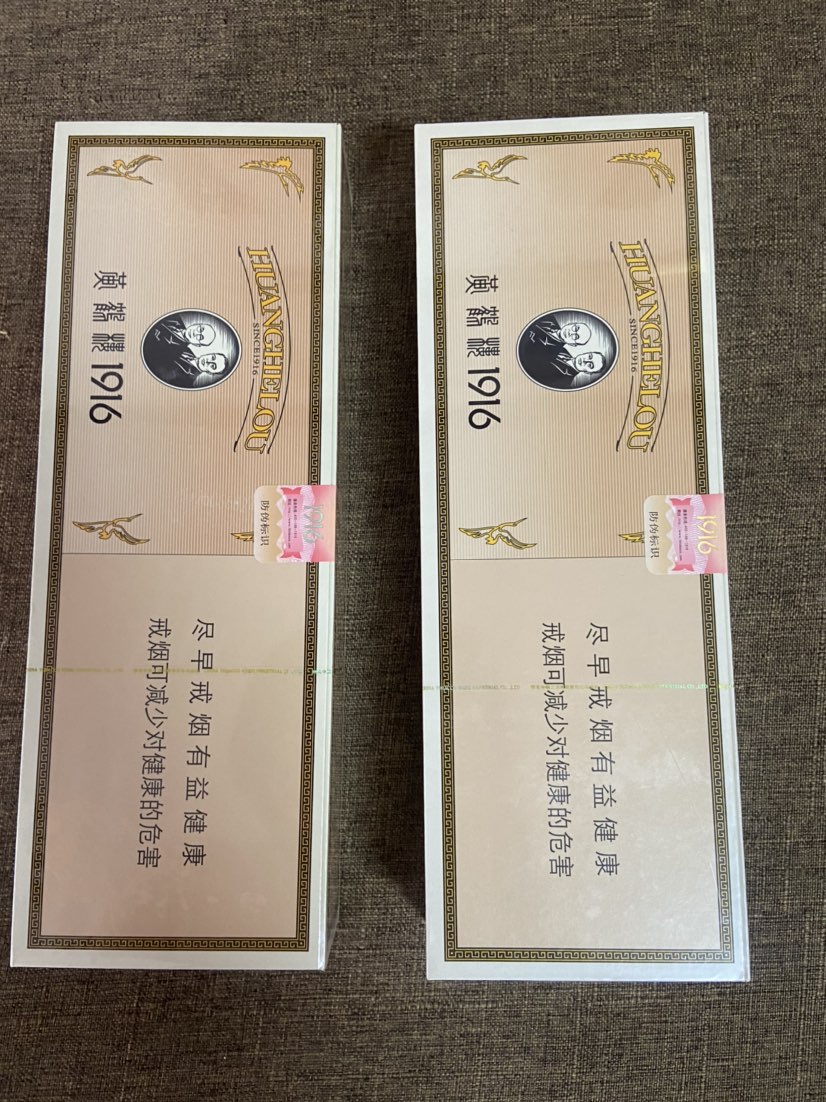 HUANGHELOU
SINCE1916
黄鹤楼1916
1916
防伪标识
尽早戒烟有益健康
戒烟可减少对健康的危害
HUANGHELOU
SINCE1916
黄鹤楼1916
1916
防伪标识
尽早戒烟有益健康
戒烟可减少对健康的危害